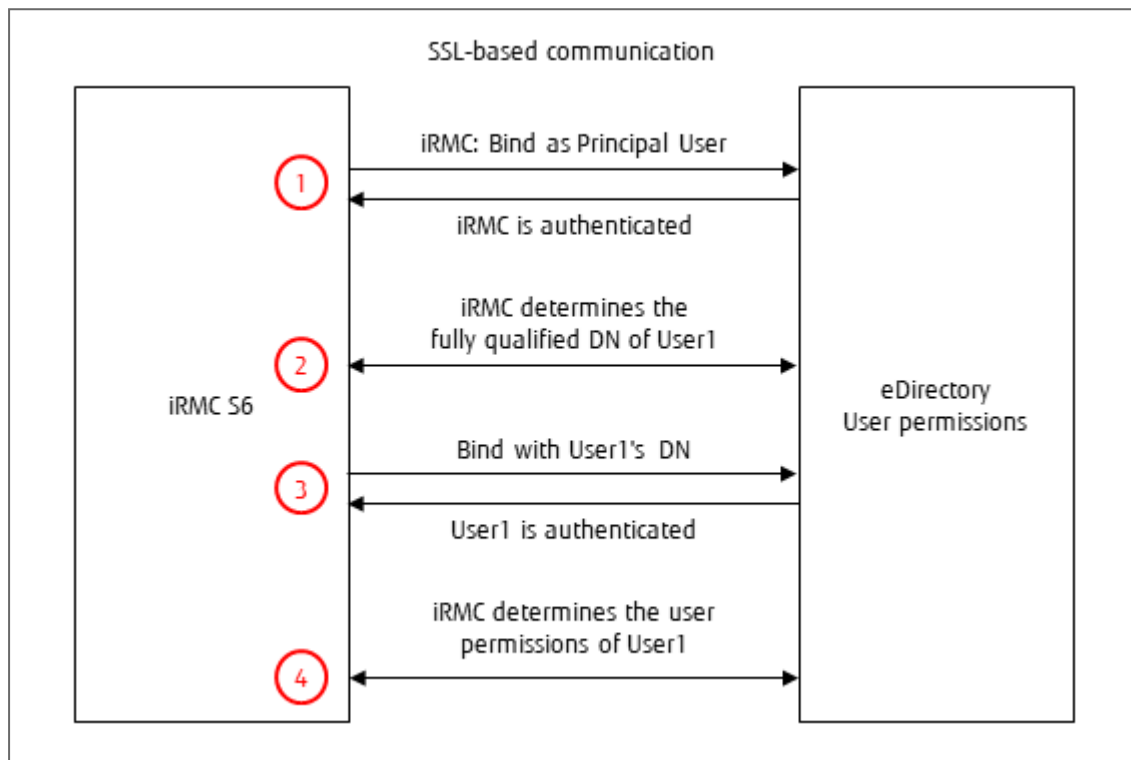 SSL-based communication
iRMC: Bind as Principal User
1
iRMC is authenticated
iRMC determines the
fully qualified DN of User1
2
iRMC S6
eDirectory
User permissions
Bind with User1's DN
3
User1 is authenticated
iRMC determines the user
permissions of User1
4